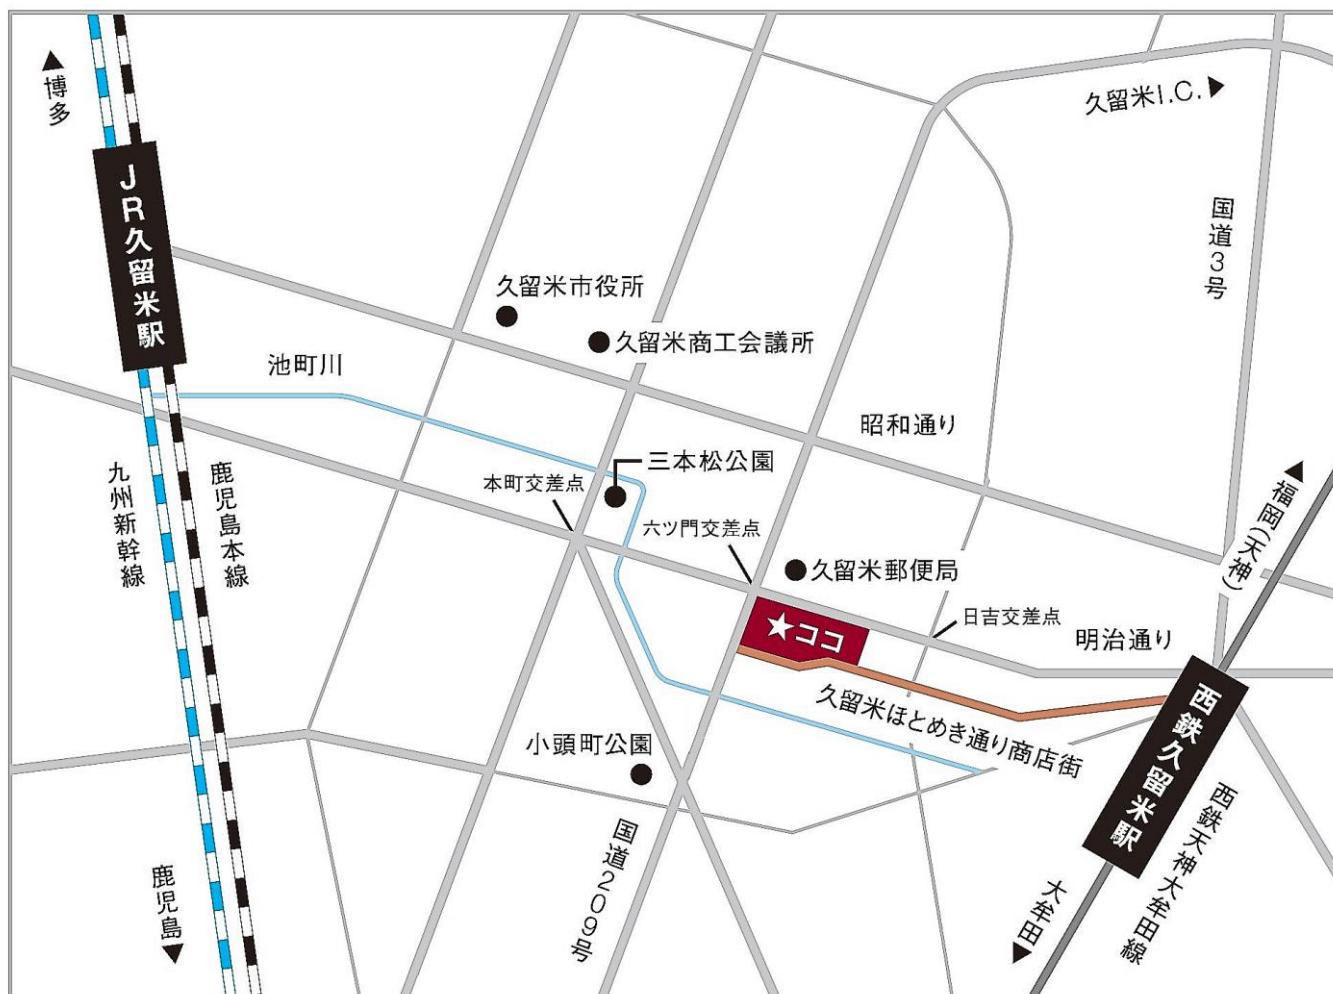 博多
久留米I.C.
JR久留米駅
国道3号
久留米市役所
久留米商工会議所
池町川
昭和通り
三本松公園
本町交差点
六ツ門交差点
九州新幹線
鹿児島本線
福岡(天神)
久留米郵便局
日吉交差点
★ココ
明治通り
久留米ほとめき通り商店街
西鉄久留米駅
小頭町公園
国道209号
西鉄天神大牟田線
鹿児島
大牟田